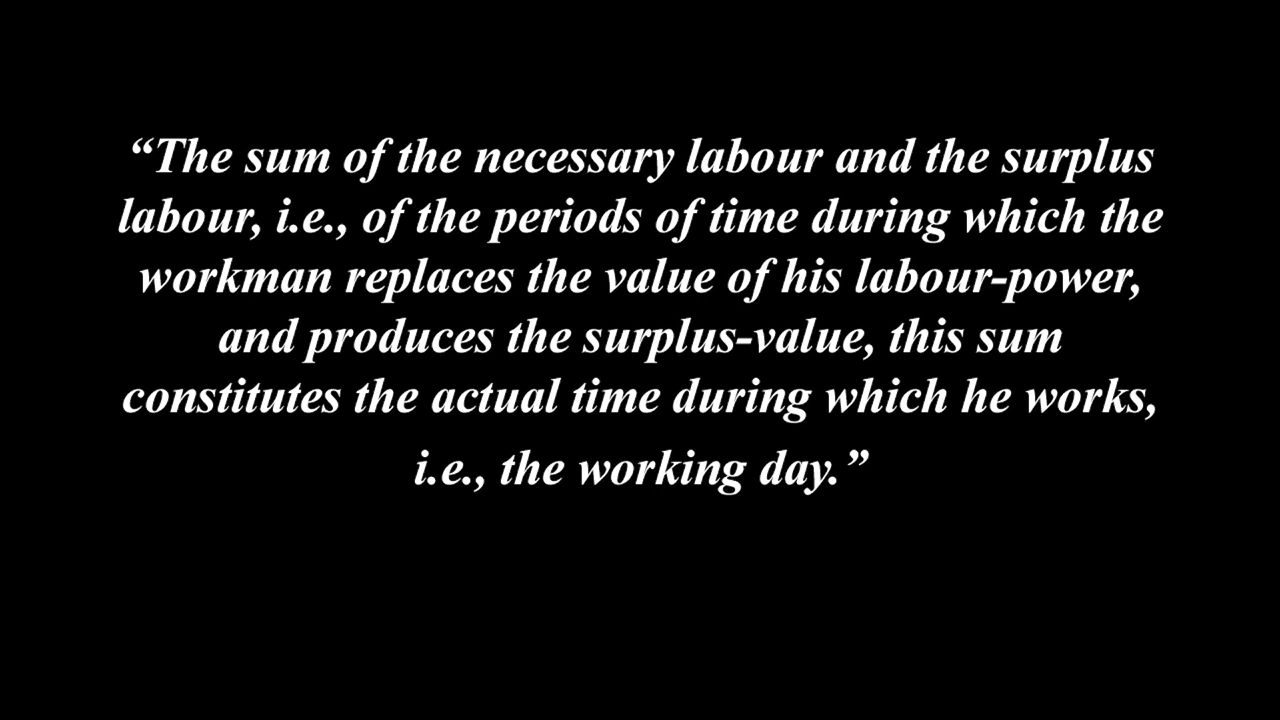 “The sum of the necessary labour and the surplus
labour, i.e., of the periods of time during which the
workman replaces the value of his labour-power,
and produces the surplus-value, this sum
constitutes the actual time during which he works,
i.e., the working day.”